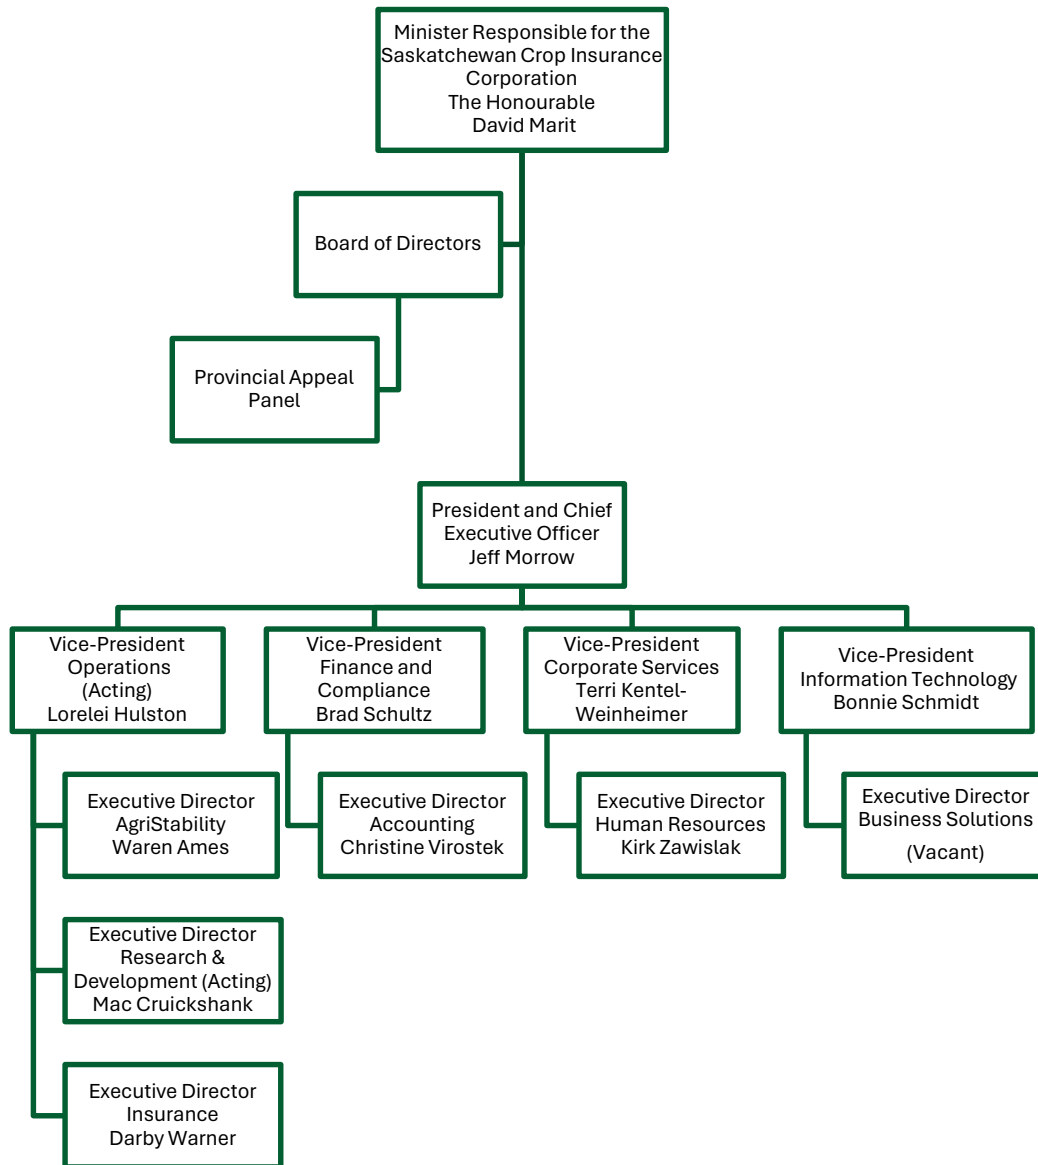 Minister Responsible for the
Saskatchewan Crop Insurance
Corporation
The Honourable
David Marit
Board of Directors
Provincial Appeal
Panel
President and Chief
Executive Officer
Jeff Morrow
Vice-President
Operations
(Acting)
Lorelei Hulston
Vice-President
Finance and
Compliance
Brad Schultz
Vice-President
Corporate Services
Terri Kentel-
Weinheimer
Vice-President
Information Technology
Bonnie Schmidt
Executive Director
AgriStability
Waren Ames
Executive Director
Accounting
Christine Virostek
Executive Director
Human Resources
Kirk Zawislak
Executive Director
Business Solutions
(Vacant)
Executive Director
Research &
Development (Acting)
Mac Cruickshank
Executive Director
Insurance
Darby Warner